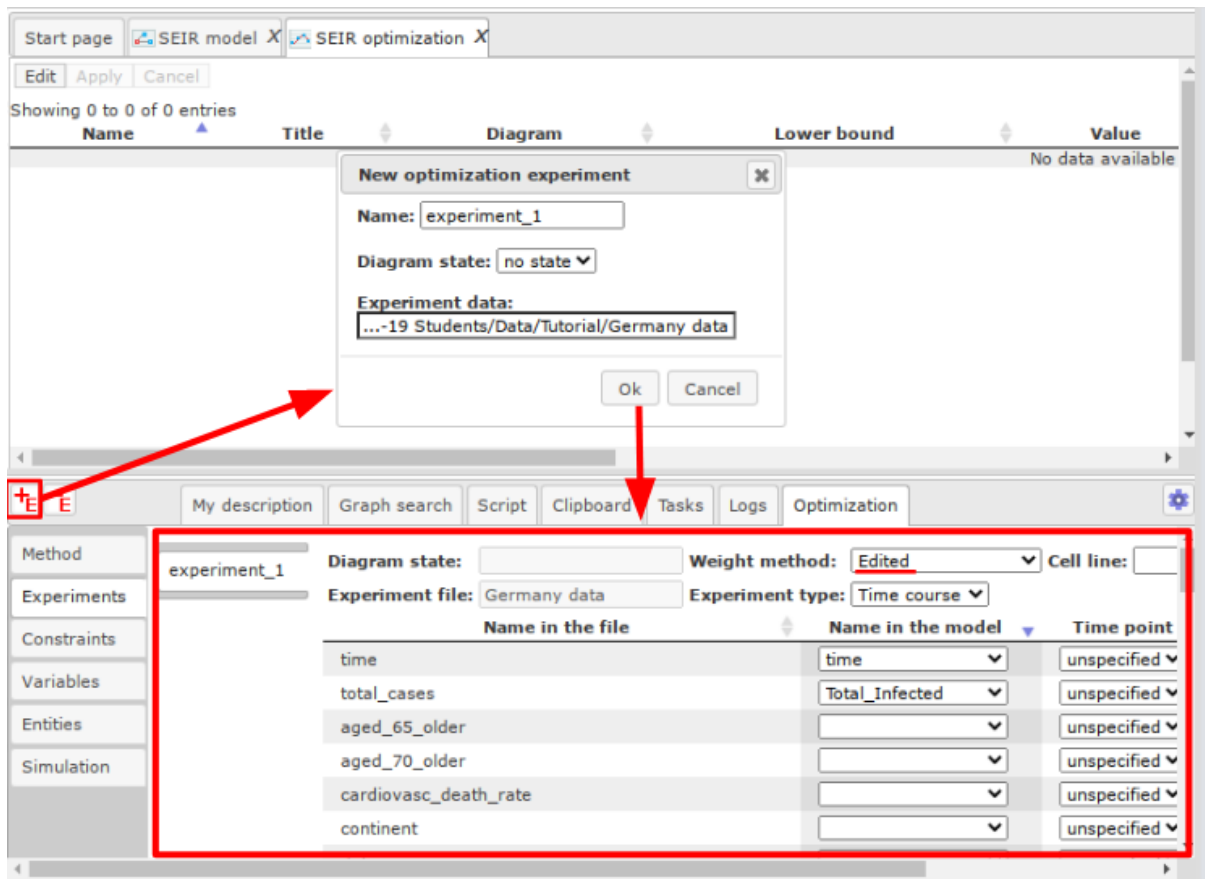 Start page SEIR model X SEIR optimization X
Edit Apply Cancel
Showing 0 to 0 of 0 entries
Name Title Diagram Lower bound Value
No data available
New optimization experiment
Name: experiment_1
Diagram state: no state
Experiment data:
...-19 Students/Data/Tutorial/Germany data
Ok Cancel
+E E My description Graph search Script Clipboard Tasks Logs Optimization
Method
Experiments
Constraints
Variables
Entities
Simulation
experiment_1
Diagram state: Weight method: Edited Cell line:
Experiment file: Germany data Experiment type: Time course
Name in the file Name in the model Time point
time time unspecified
total_cases Total_Infected unspecified
aged_65_older unspecified
aged_70_older unspecified
cardiovasc_death_rate unspecified
continent unspecified